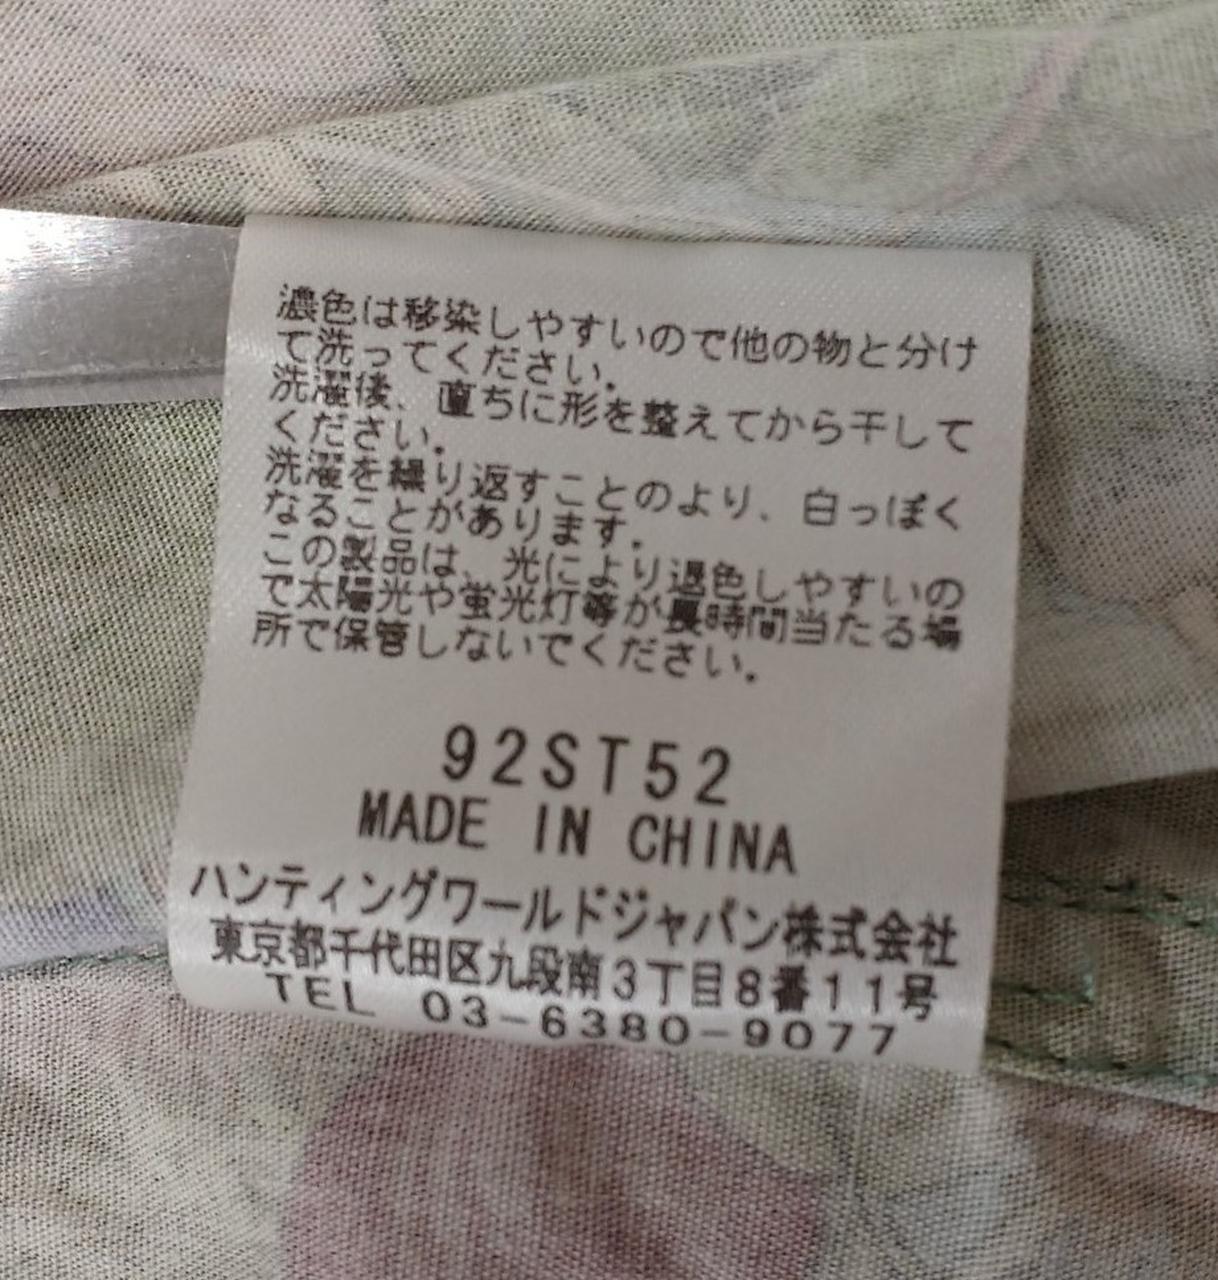 濃色は移染しやすいので他の物と分け
て洗ってください。
洗濯後、直ちに形を整えてから干して
ください。
洗濯を繰り返すことのより、白っぽく
なることがあります。
この製品は、光により退色しやすいの
で太陽光や蛍光灯等が長時間当たる場
所で保管しないでください。
92ST52
MADE IN CHINA
ハンティングワールドジャパン株式会社
東京都千代田区九段南3丁目8番11号
TEL 03-6380-9077